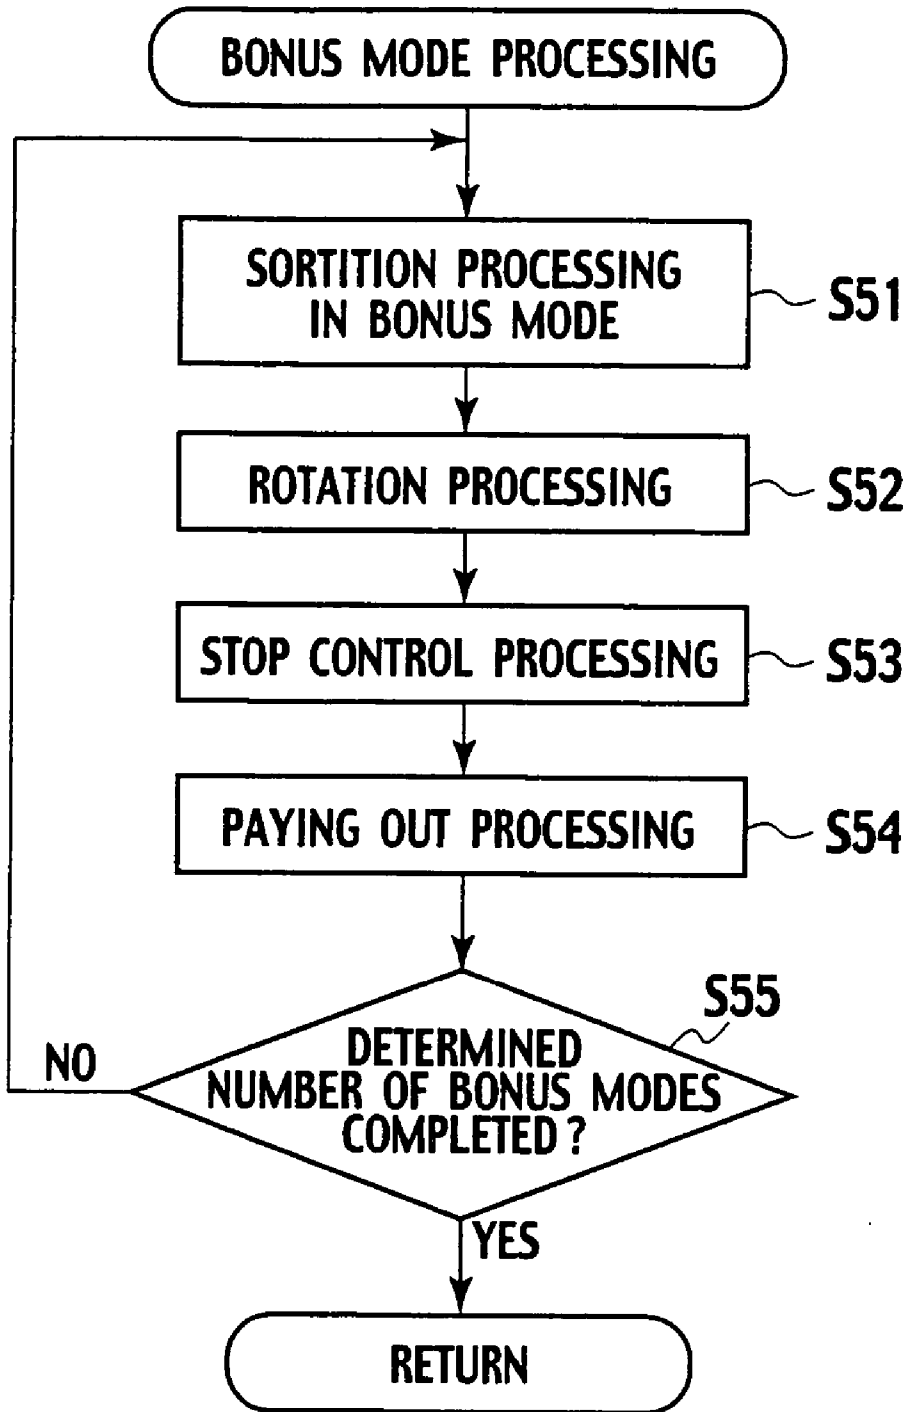 BONUS MODE PROCESSING
SORTITION PROCESSING
IN BONUS MODE
S51
ROTATION PROCESSING
S52
STOP CONTROL PROCESSING
S53
PAYING OUT PROCESSING
S54
S55
DETERMINED
NUMBER OF BONUS MODES
COMPLETED?
NO
YES
RETURN